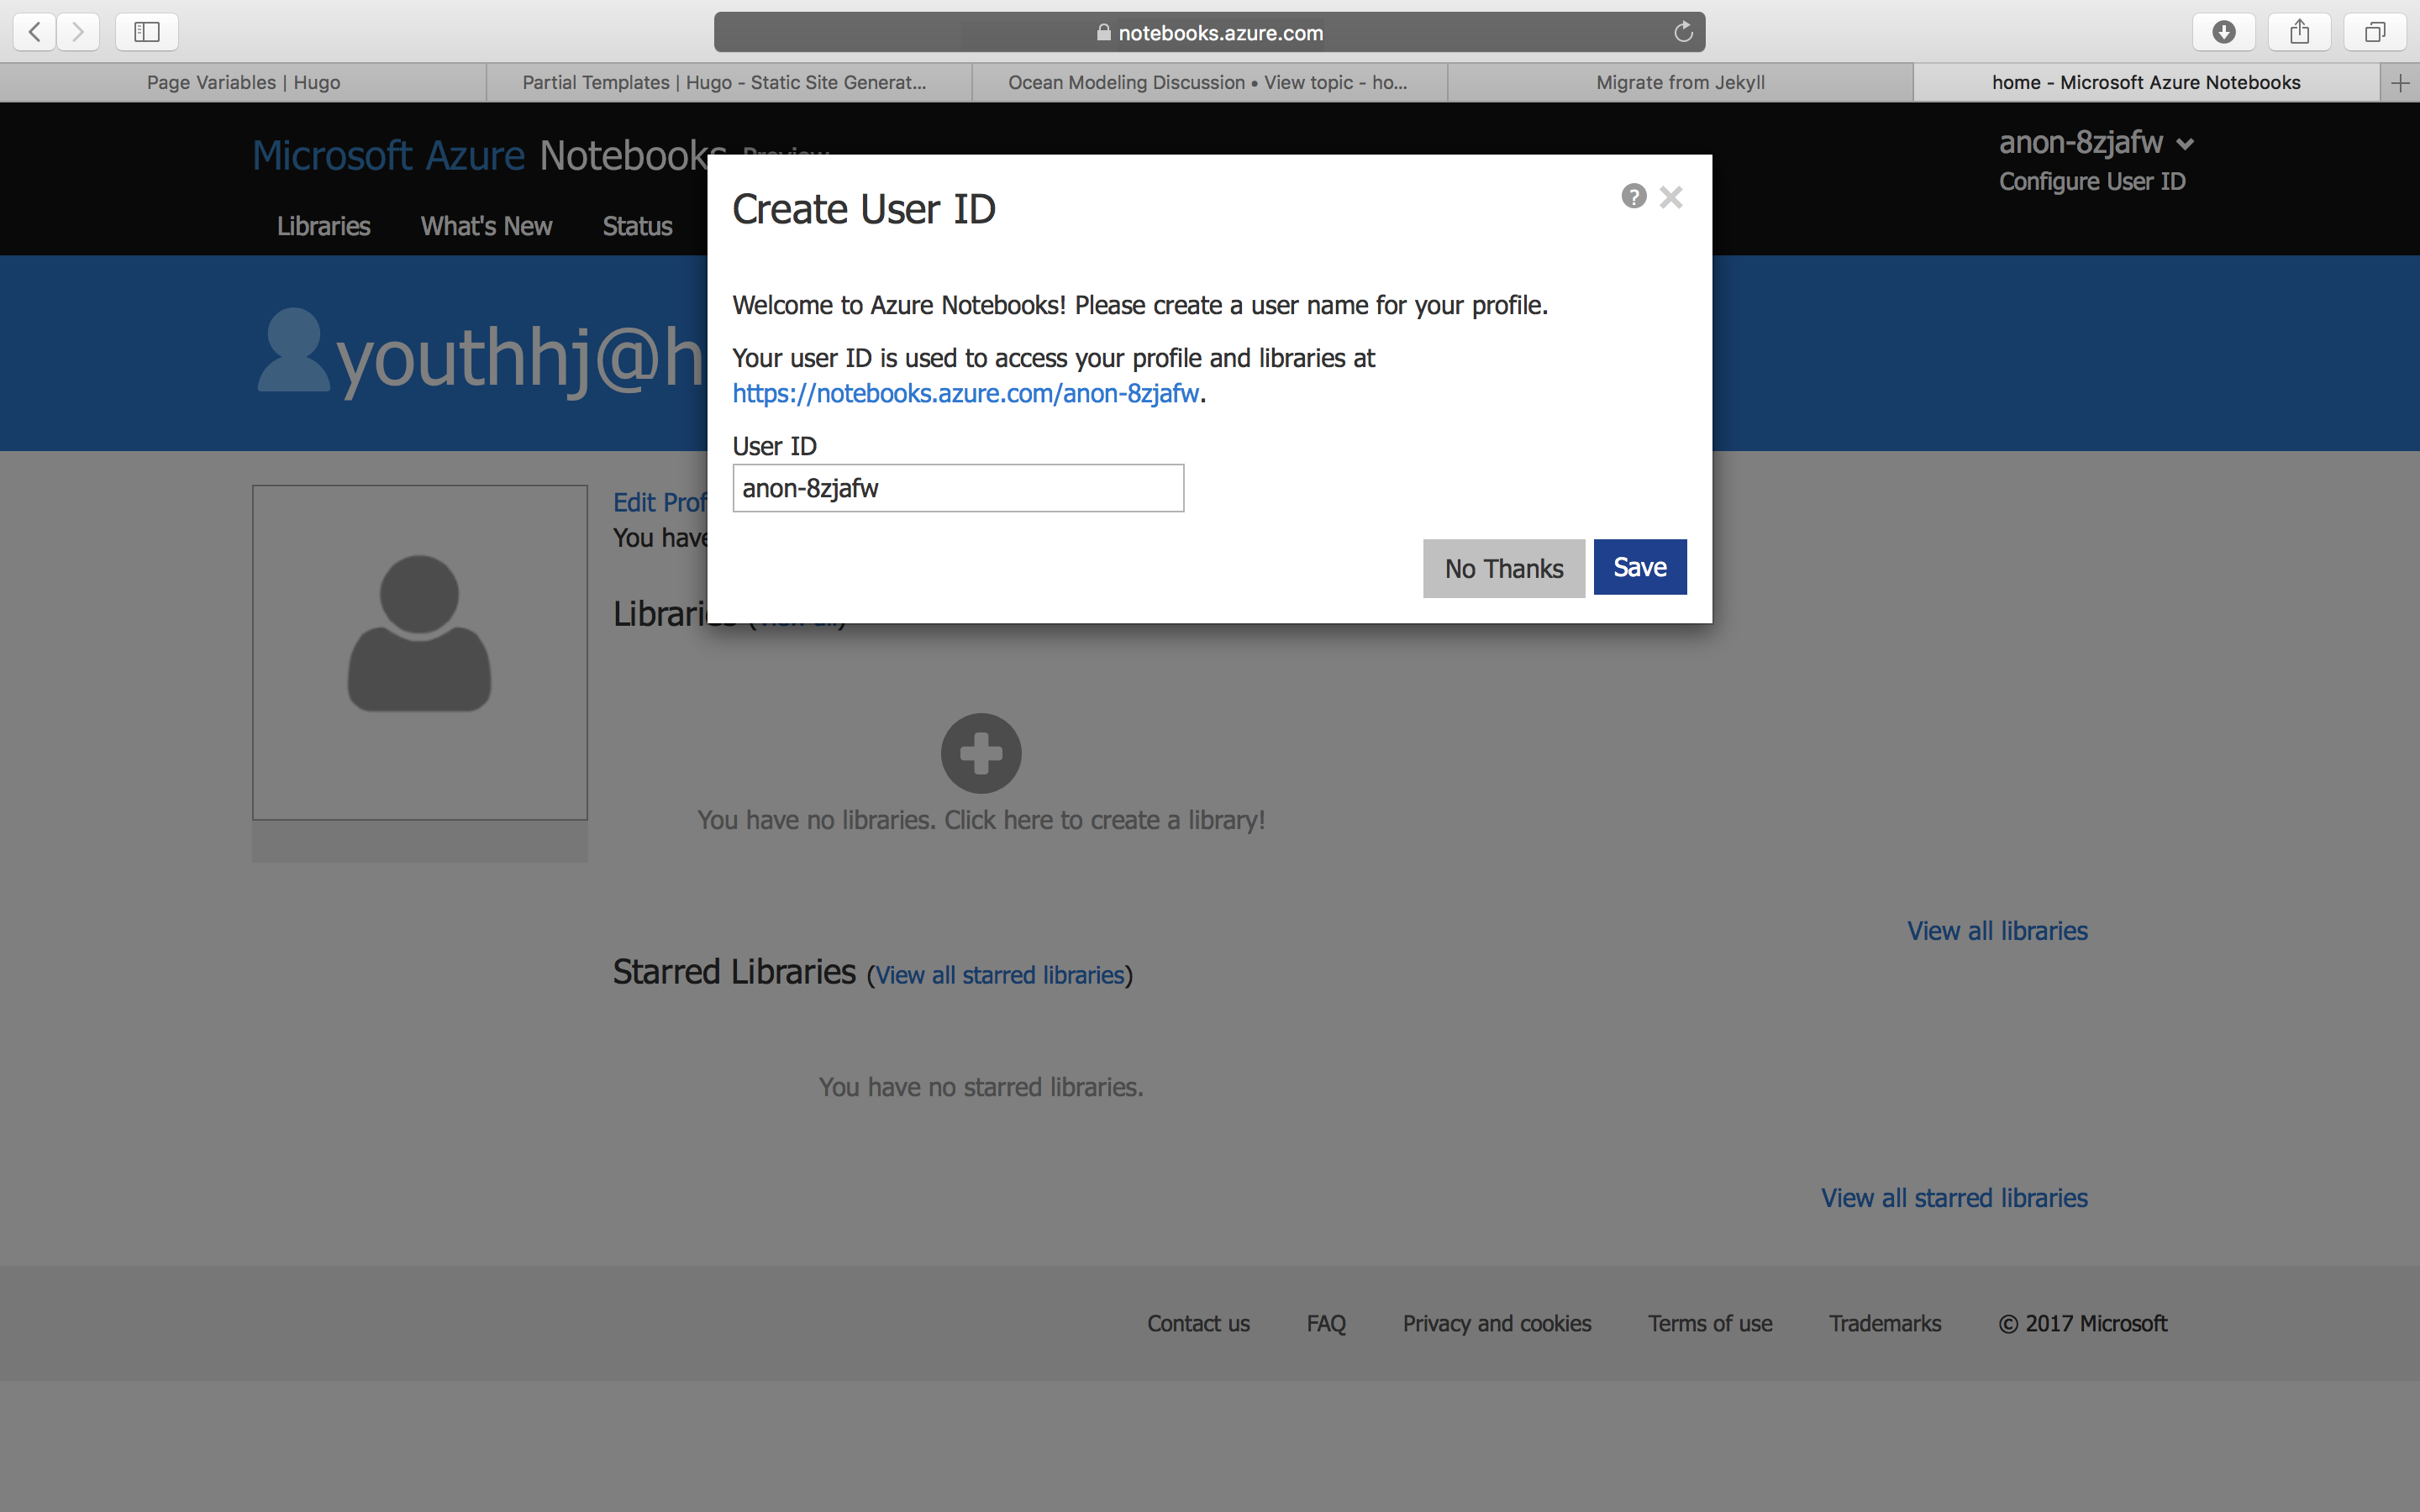 notebooks.azure.com
Page Variables | Hugo
Partial Templates | Hugo - Static Site Generat...
Ocean Modeling Discussion • View topic - ho...
Migrate from Jekyll
home - Microsoft Azure Notebooks
Microsoft Azure Notebooks Preview
anon-8zjafw
Configure User ID
Libraries
What's New
Status
youthhj@h
Create User ID
Welcome to Azure Notebooks! Please create a user name for your profile.
Your user ID is used to access your profile and libraries at
https://notebooks.azure.com/anon-8zjafw.
User ID
anon-8zjafw
No Thanks
Save
Edit Prof
You have
Libraries (View all)
You have no libraries. Click here to create a library!
View all libraries
Starred Libraries (View all starred libraries)
You have no starred libraries.
View all starred libraries
Contact us
FAQ
Privacy and cookies
Terms of use
Trademarks
© 2017 Microsoft